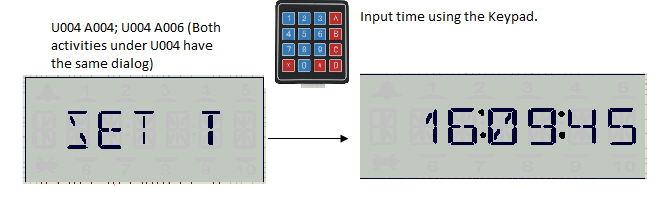 U004 A004; U004 A006 (Both
activities under U004 have
the same dialog)
1 2 3 A
4 5 6 B
7 8 9 C
* 0 # D
Input time using the Keypad.
SET T
16:09:45